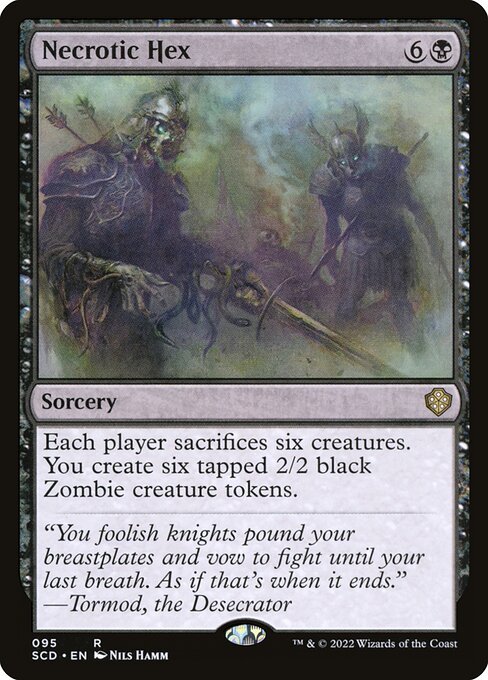 Necrotic Hex 6
Sorcery
Each player sacrifices six creatures.
You create six tapped 2/2 black
Zombie creature tokens.
“You foolish knights pound your
breastplates and vow to fight until your
last breath. As if that’s when it ends.”
—Tormod, the Desecrator
095 R
SCD • EN Nils Hamm
™ & © 2022 Wizards of the Coast